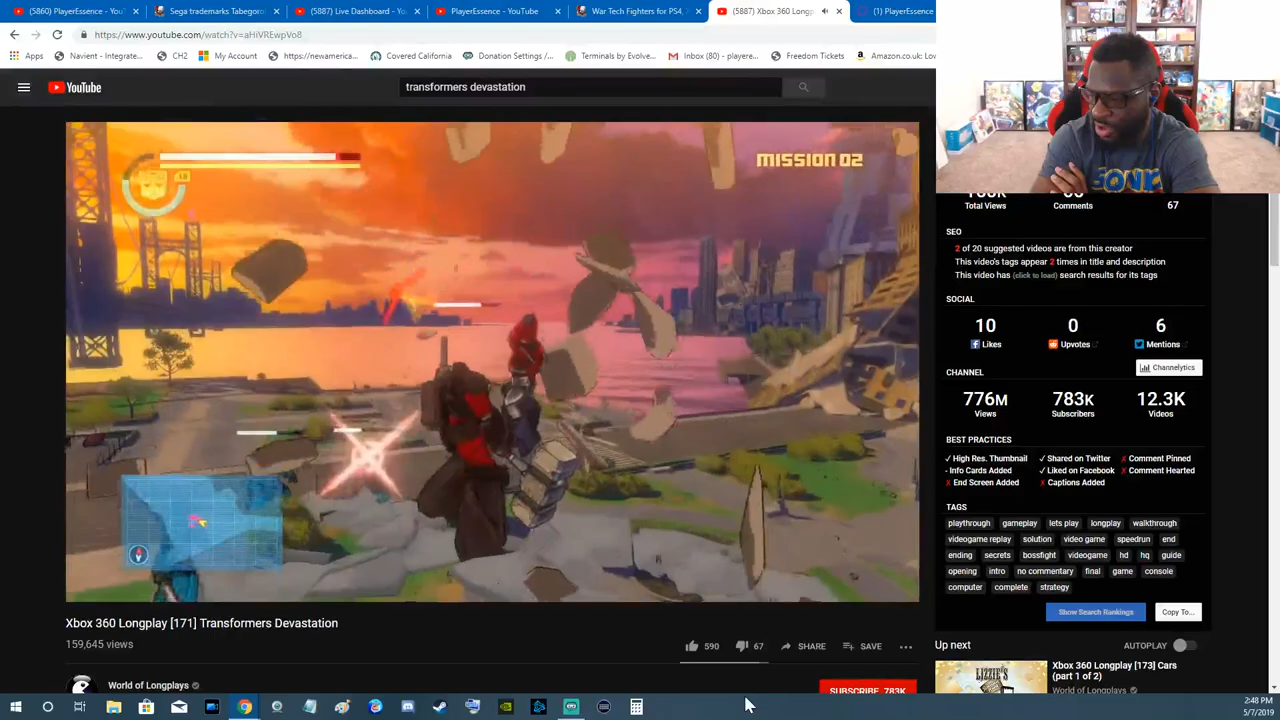 (5860) PlayerEssence - YouT
Sega trademarks Tabegoro
(5887) Live Dashboard - You
PlayerEssence - YouTube
War Tech Fighters for PS4,
(5887) Xbox 360 Longp
(1) PlayerEssence
https://www.youtube.com/watch?v=aHiVREwpVo8
Apps
Navient - Integrate...
CH2
My Account
https://newamerica...
Covered California
Donation Settings /...
Terminals by Evolve...
Inbox (80) - playere...
Freedom Tickets
Amazon.co.uk: Lov
YouTube
transformers devastation
MISSION 02
SONIC
Total Views
Comments
67
SEO
2 of 20 suggested videos are from this creator
This video's tags appear 2 times in title and description
This video has (click to load) search results for its tags
SOCIAL
10
0
6
Likes
Upvotes
Mentions
CHANNEL
Channelytics
776M
783K
12.3K
Views
Subscribers
Videos
BEST PRACTICES
✓ High Res. Thumbnail
✓ Shared on Twitter
✗ Comment Pinned
- Info Cards Added
✓ Liked on Facebook
✗ Comment Hearted
✗ End Screen Added
✗ Captions Added
TAGS
playthrough
gameplay
lets play
longplay
walkthrough
videogame replay
solution
video game
speedrun
end
ending
secrets
bossfight
videogame
hd
hq
guide
opening
intro
no commentary
final
game
console
computer
complete
strategy
Show Search Rankings
Copy To...
Xbox 360 Longplay [171] Transformers Devastation
159,645 views
590
67
SHARE
SAVE
Up next
AUTOPLAY
LIZZIE'S
Xbox 360 Longplay [173] Cars
(part 1 of 2)
World of Longplays
World of Longplays
SUBSCRIBE 783K
2:48 PM
5/7/2019